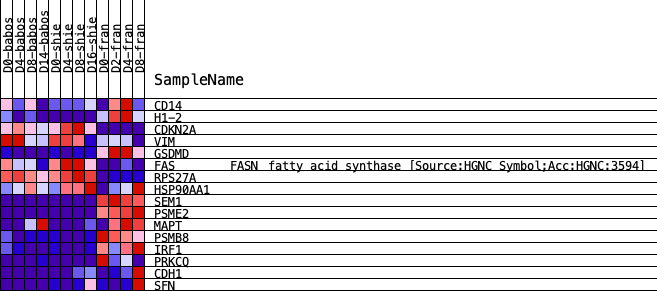 D0-babos
D4-babos
D8-babos
D14-babos
D0-shie
D4-shie
D8-shie
D16-shie
D0-fran
D2-fran
D4-fran
D8-fran
SampleName
CD14
H1-2
CDKN2A
VIM
GSDMD
FAS FASN fatty acid synthase [Source:HGNC Symbol;Acc:HGNC:3594]
RPS27A
HSP90AA1
SEM1
PSME2
MAPT
PSMB8
IRF1
PRKCQ
CDH1
SFN